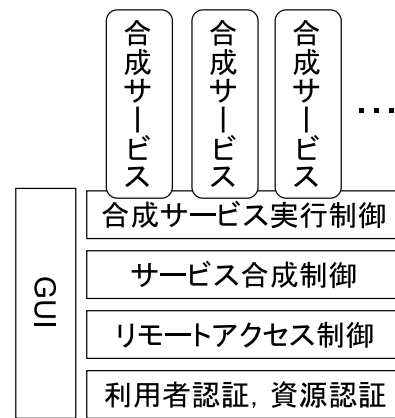 合成サービス
合成サービス
合成サービス
…
GUI
合成サービス実行制御
サービス合成制御
リモートアクセス制御
利用者認証, 資源認証